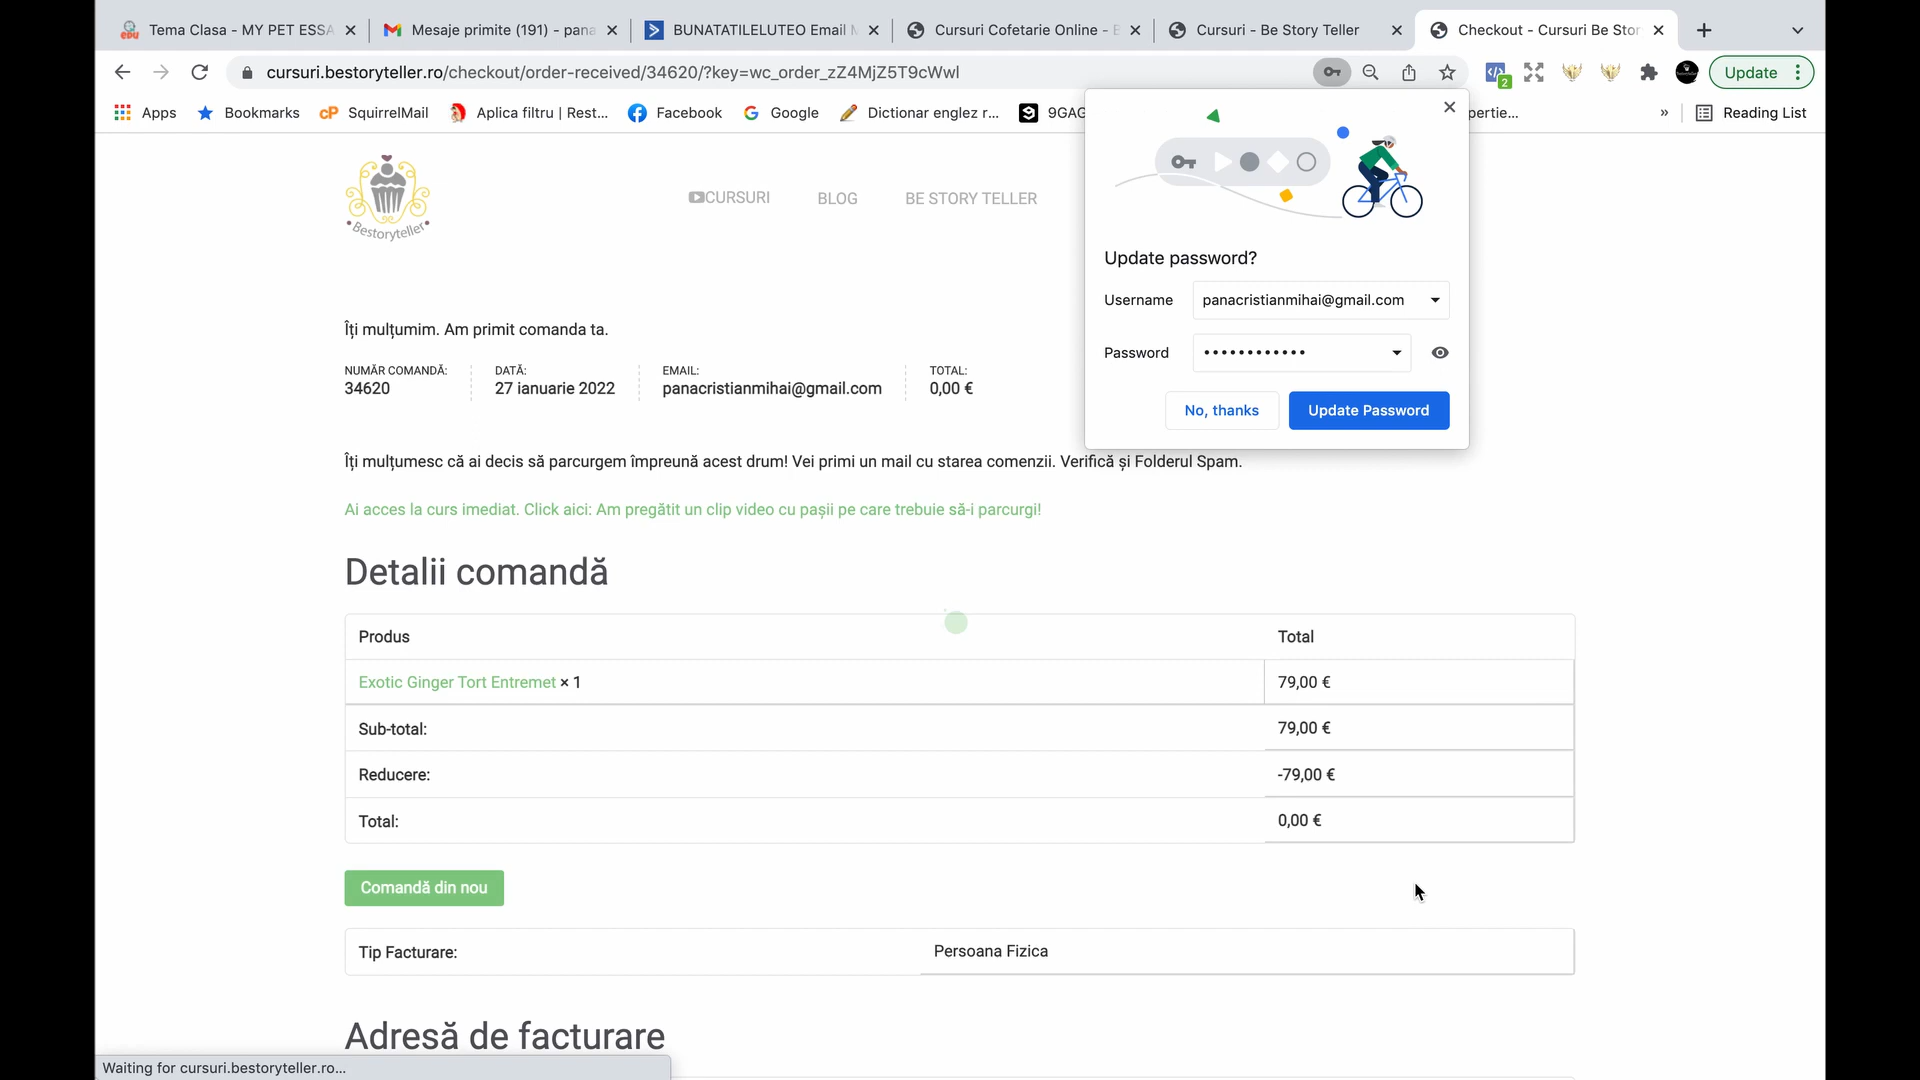 Tema Clasa - MY PET ESSA
Mesaje primite (191) - pana
BUNATATILELUTEO Email M
Cursuri Cofetarie Online - B
Cursuri - Be Story Teller
Checkout - Cursuri Be Stor
cursuri.bestoryteller.ro/checkout/order-received/34620/?key=wc_order_zZ4MjZ5T9cWwl
2
Update
Apps
Bookmarks
cP SquirrelMail
Aplica filtru | Rest...
Facebook
Google
Dictionar englez r...
9GAG
pertie...
»
Reading List
Bestoryteller
CURSURI
BLOG
BE STORY TELLER
Update password?
Username
panacristianmihai@gmail.com
Password
••••••••••••
No, thanks
Update Password
Îți mulțumim. Am primit comanda ta.
NUMĂR COMANDĂ:
34620
DATĂ:
27 ianuarie 2022
EMAIL:
panacristianmihai@gmail.com
TOTAL:
0,00 €
Îți mulțumesc că ai decis să parcurgem împreună acest drum! Vei primi un mail cu starea comenzii. Verifică și Folderul Spam.
Ai acces la curs imediat. Click aici: Am pregătit un clip video cu pașii pe care trebuie să-i parcurgi!
Detalii comandă
Produs
Total
Exotic Ginger Tort Entremet × 1
79,00 €
Sub-total:
79,00 €
Reducere:
-79,00 €
Total:
0,00 €
Comandă din nou
Tip Facturare:
Persoana Fizica
Adresă de facturare
Waiting for cursuri.bestoryteller.ro...